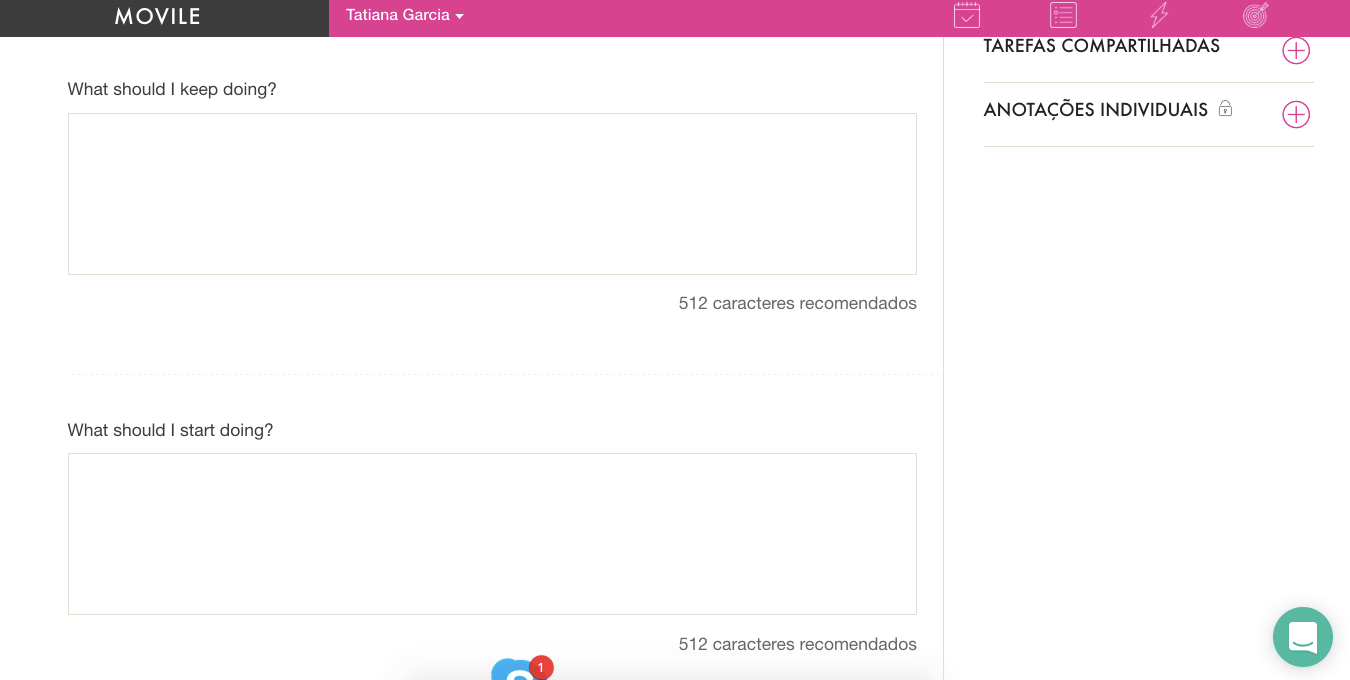 MOVILE
Tatiana Garcia
TAREFAS COMPARTILHADAS
ANOTAÇÕES INDIVIDUAIS
What should I keep doing?
512 caracteres recomendados
What should I start doing?
512 caracteres recomendados
1